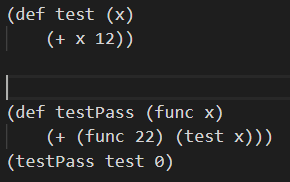 (def test (x)
    (+ x 12))
(def testPass (func x)
    (+ (func 22) (test x)))
(testPass test 0)